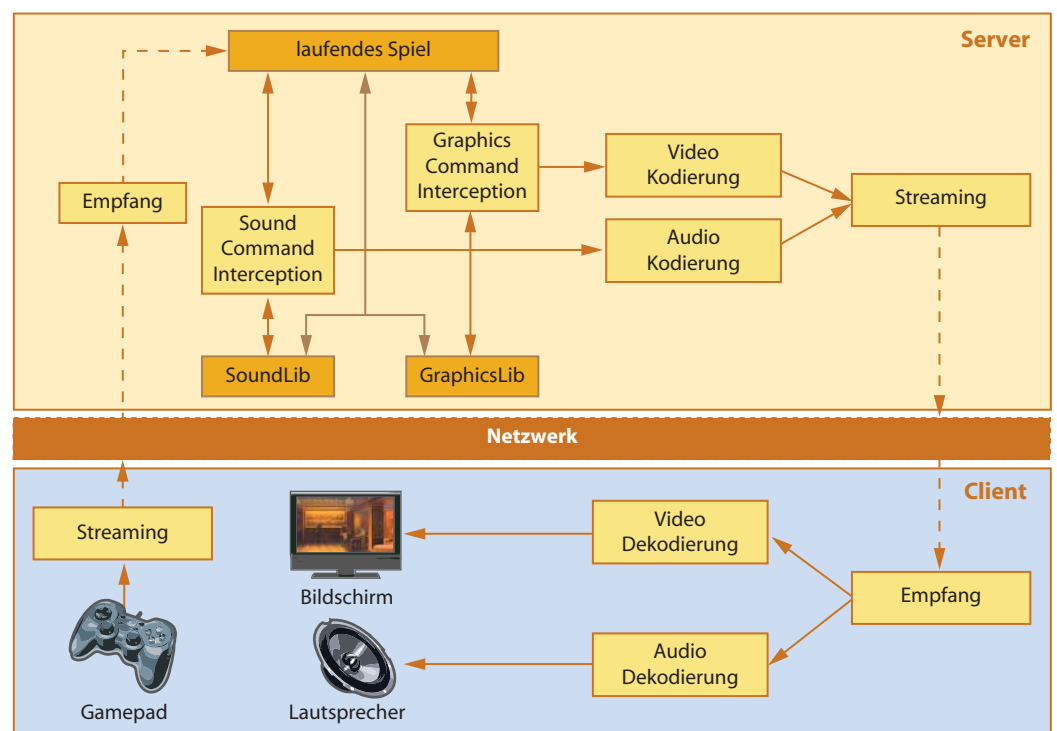 Server
laufendes Spiel
Graphics
Command
Interception
Video
Kodierung
Empfang
Streaming
Sound
Command
Interception
Audio
Kodierung
SoundLib
GraphicsLib
Netzwerk
Client
Streaming
Video
Dekodierung
Bildschirm
Empfang
Audio
Dekodierung
Gamepad
Lautsprecher